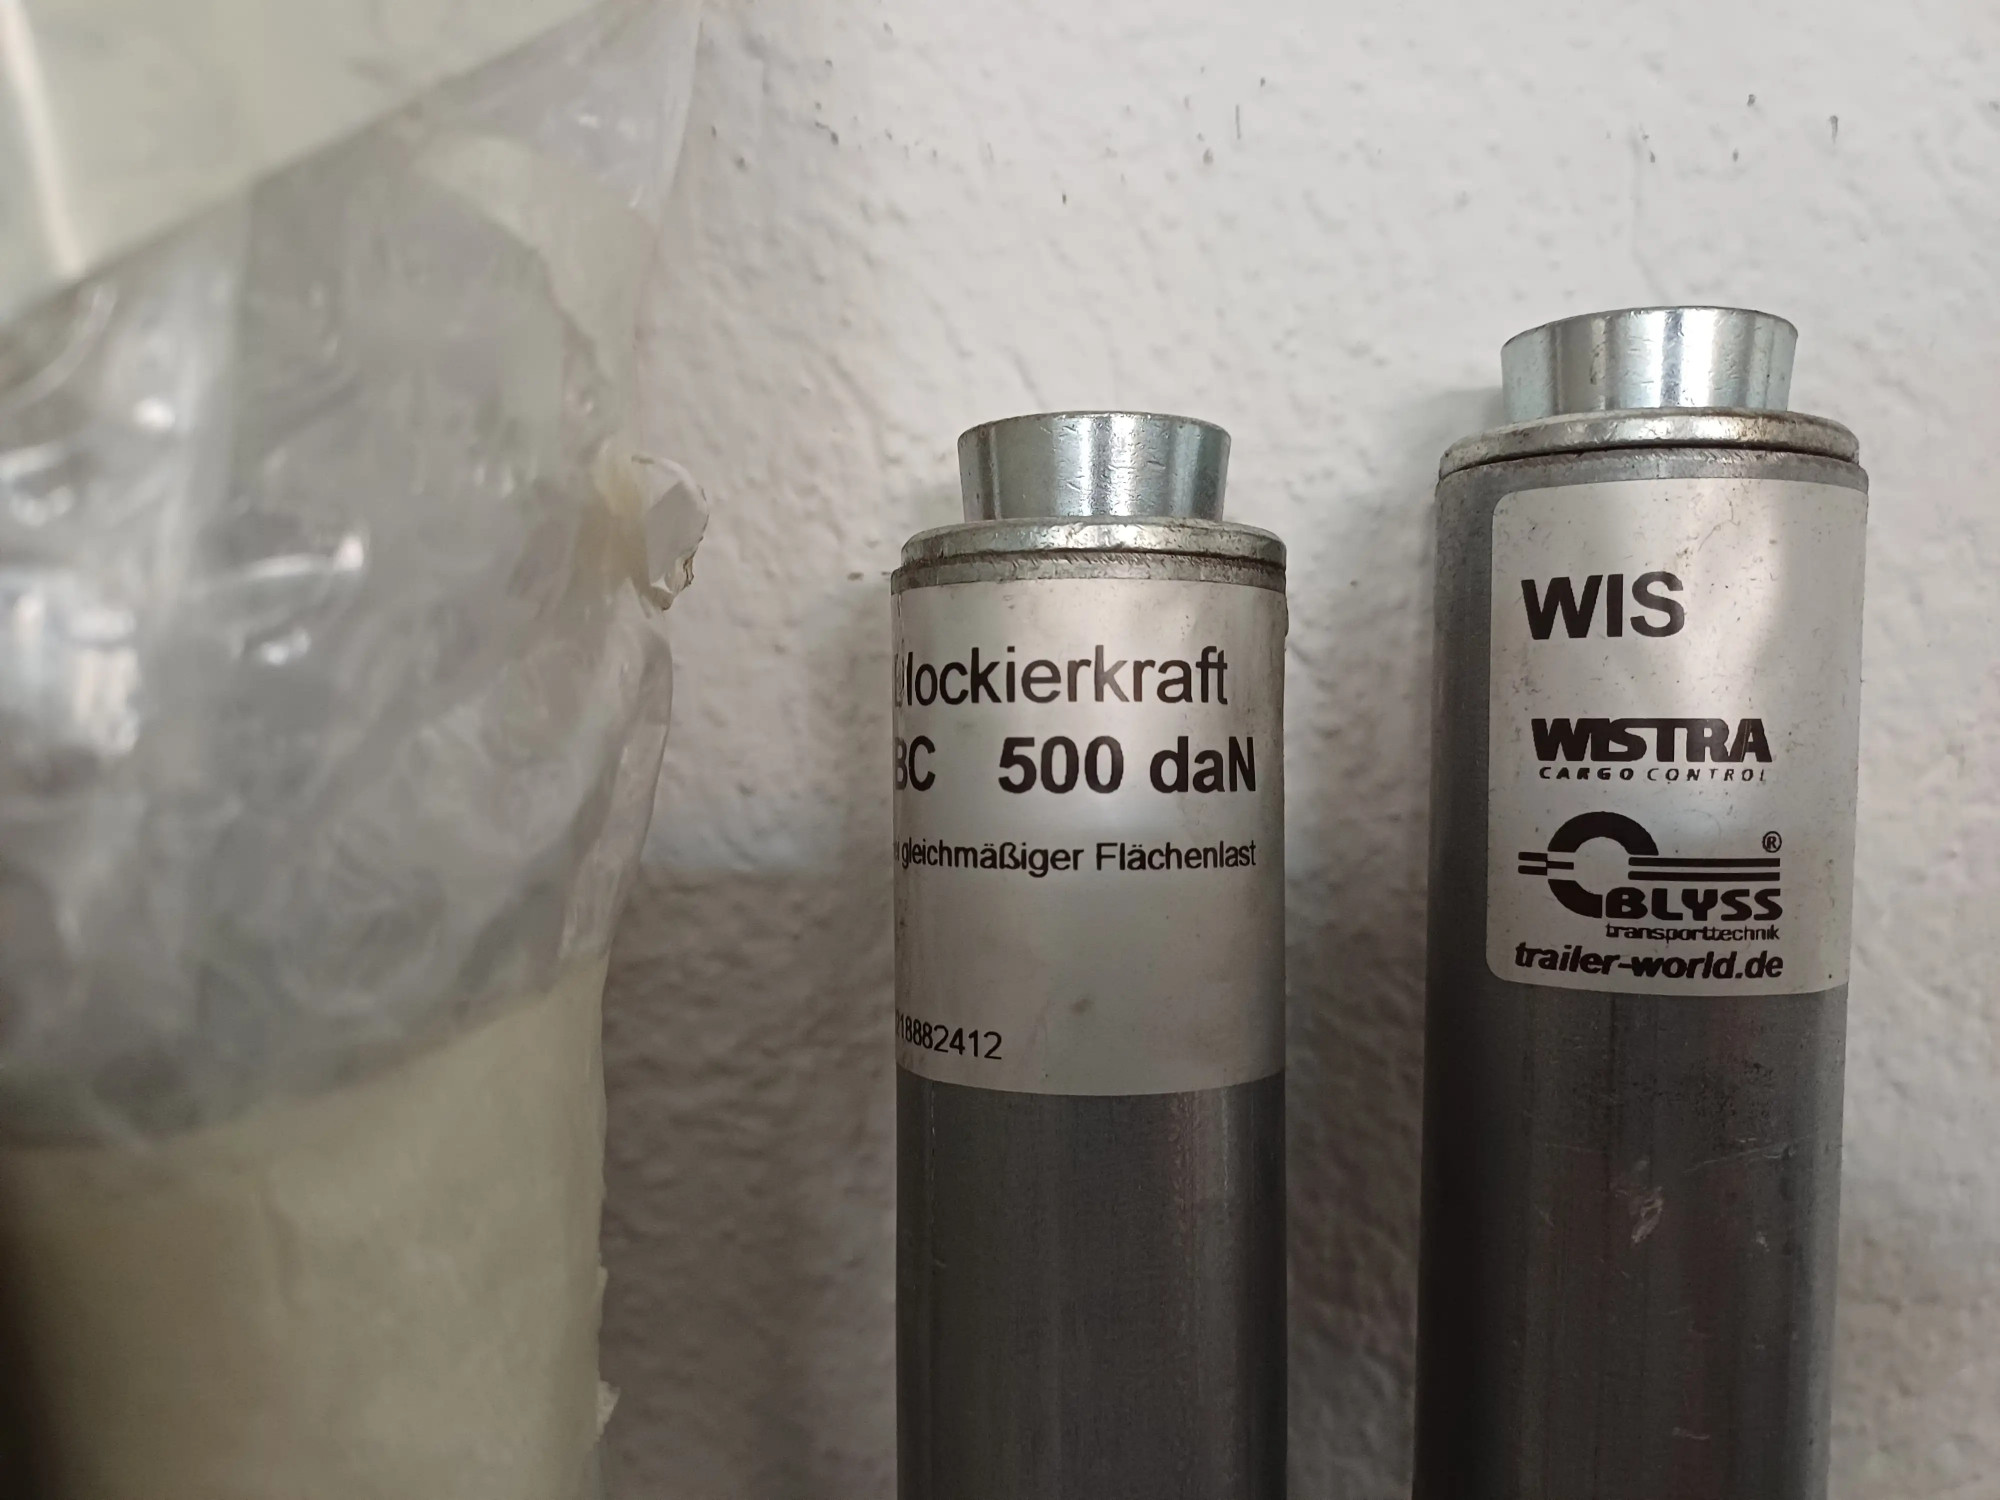 lockierkraft
BC 500 daN
gleichmäßiger Flächenlast
18882412
WIS
WISTRA
CARGO CONTROL
BLYSS®
transporttechnik
trailer-world.de